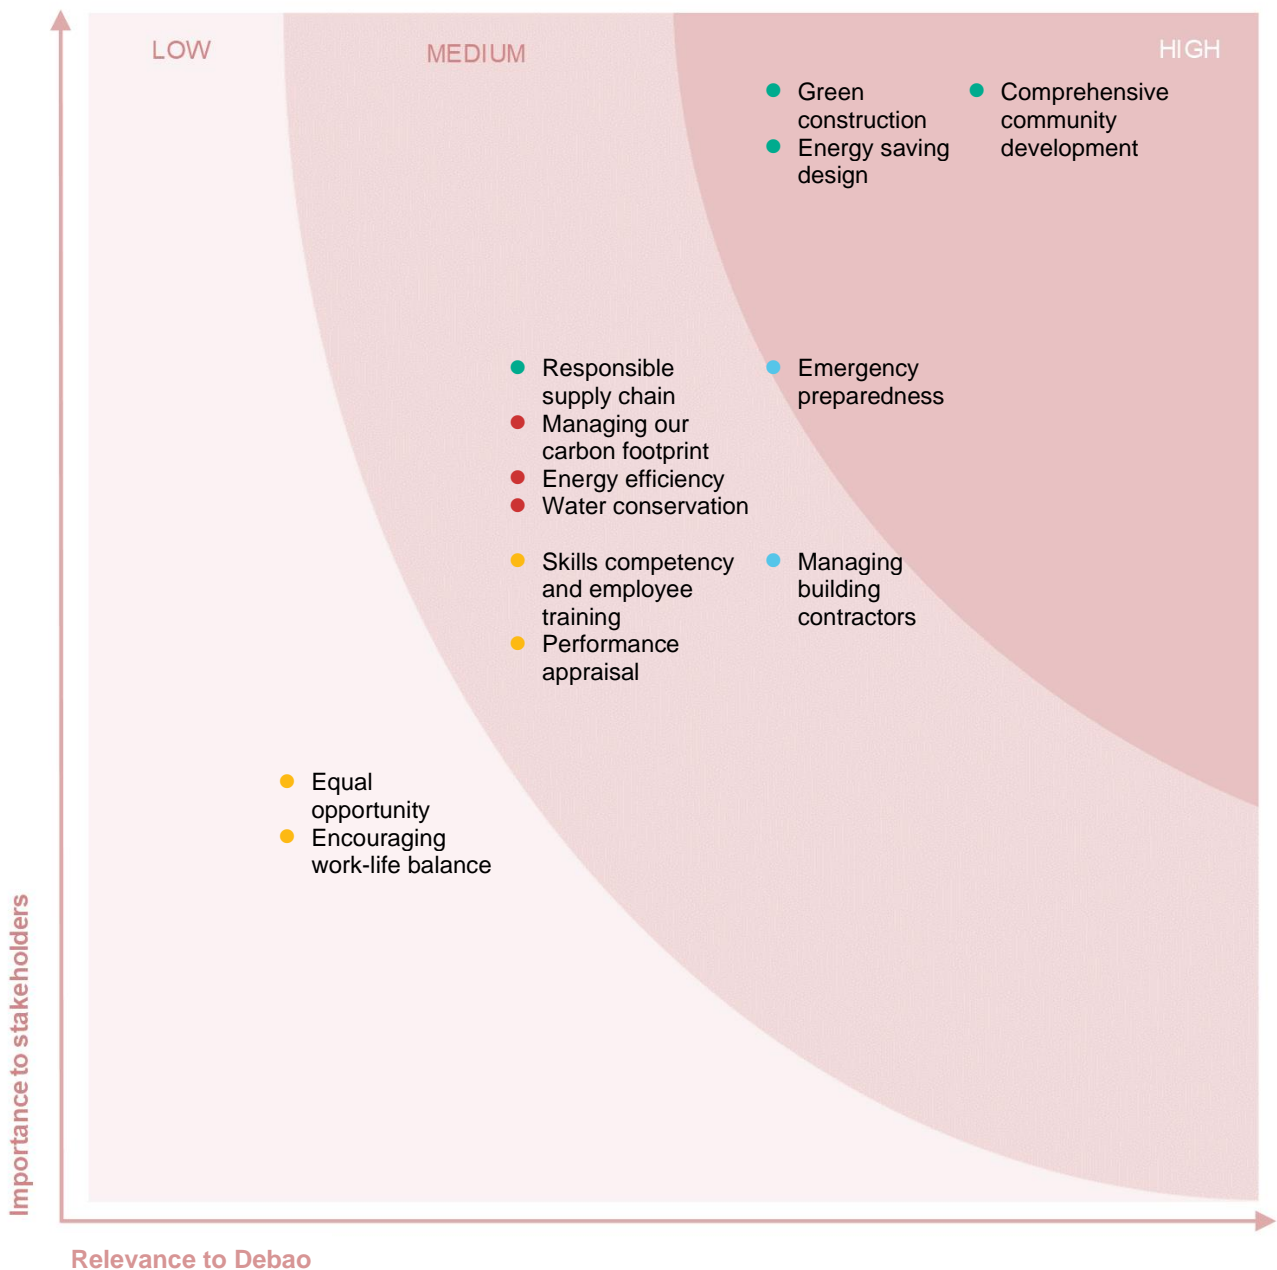 LOW
MEDIUM
HIGH
Green
construction
Energy saving
design
Comprehensive
community
development
Responsible
supply chain
Managing our
carbon footprint
Energy efficiency
Water conservation
Emergency
preparedness
Skills competency
and employee
training
Performance
appraisal
Managing
building
contractors
Equal
opportunity
Encouraging
work-life balance
Importance to stakeholders
Relevance to Debao